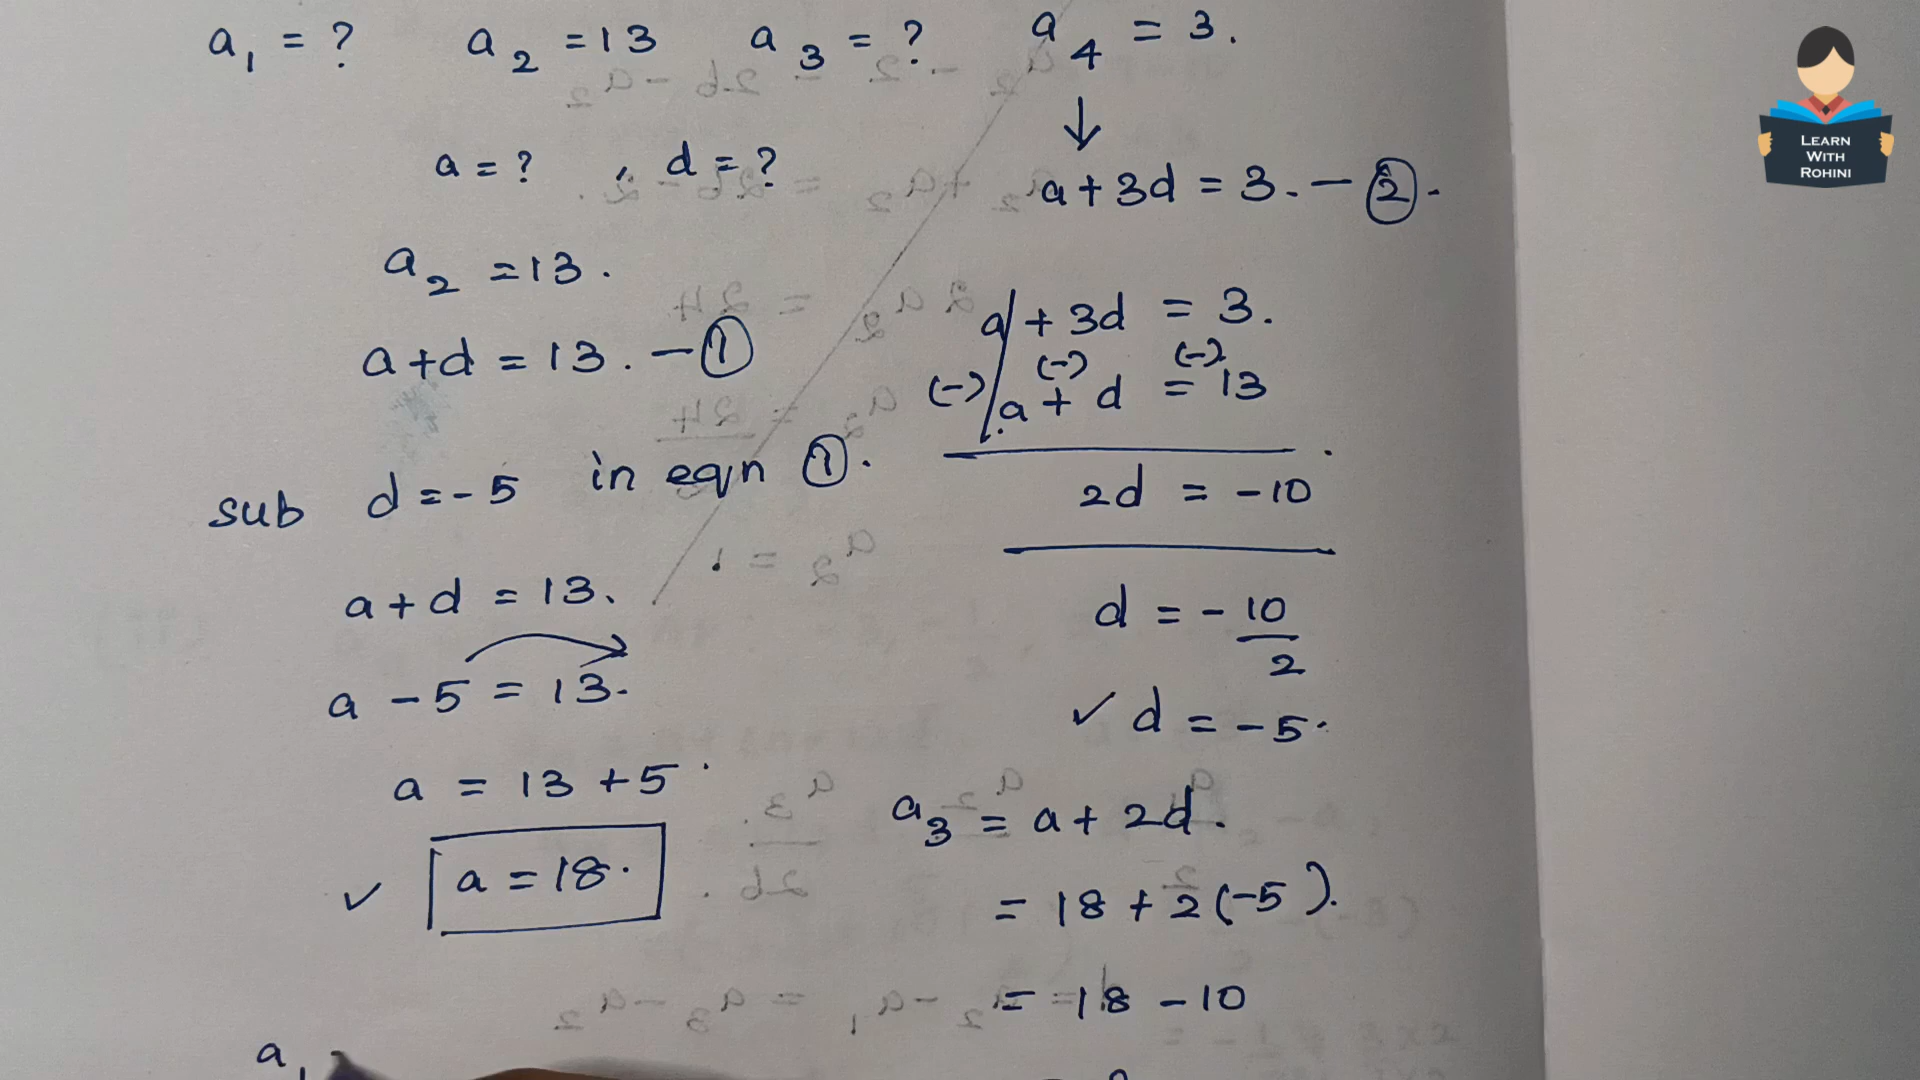 a₁ = ? a₂ = 13 a₃ = ? a₄ = 3.
↓
a = ? , d = ?
a + 3d = 3. — ②.
a₂ = 13.
a + d = 13. — ①
a + 3d = 3.
(-) (-) (-)
a + d = 13
2d = -10
d = -10/2
✓ d = -5.
sub d = -5 in eqn ①.
a + d = 13.
a - 5 = 13.
a = 13 + 5
✓ a = 18.
a₃ = a + 2d.
= 18 + 2(-5).
= 18 - 10
a₁
LEARN
WITH
ROHINI